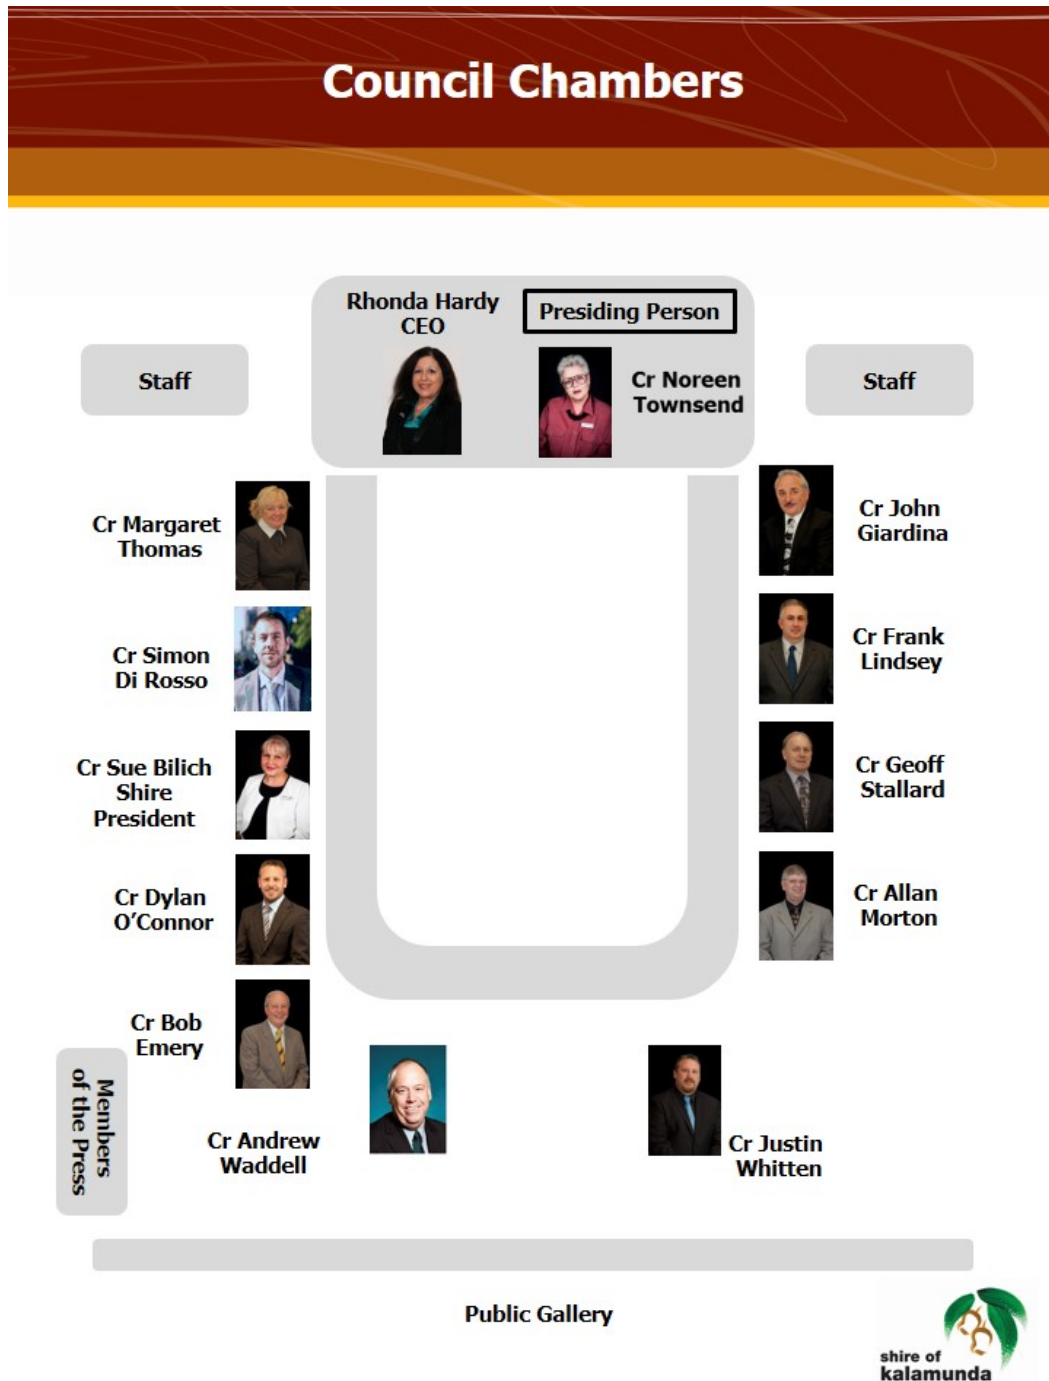 Council Chambers
Rhonda Hardy
CEO
Presiding Person
Cr Noreen
Townsend
Staff
Staff
Cr Margaret
Thomas
Cr John
Giardina
Cr Simon
Di Rosso
Cr Frank
Lindsey
Cr Sue Bilich
Shire
President
Cr Geoff
Stallard
Cr Dylan
O'Connor
Cr Allan
Morton
Cr Bob
Emery
Members
of the Press
Cr Andrew
Waddell
Cr Justin
Whitten
Public Gallery
shire of
kalamunda